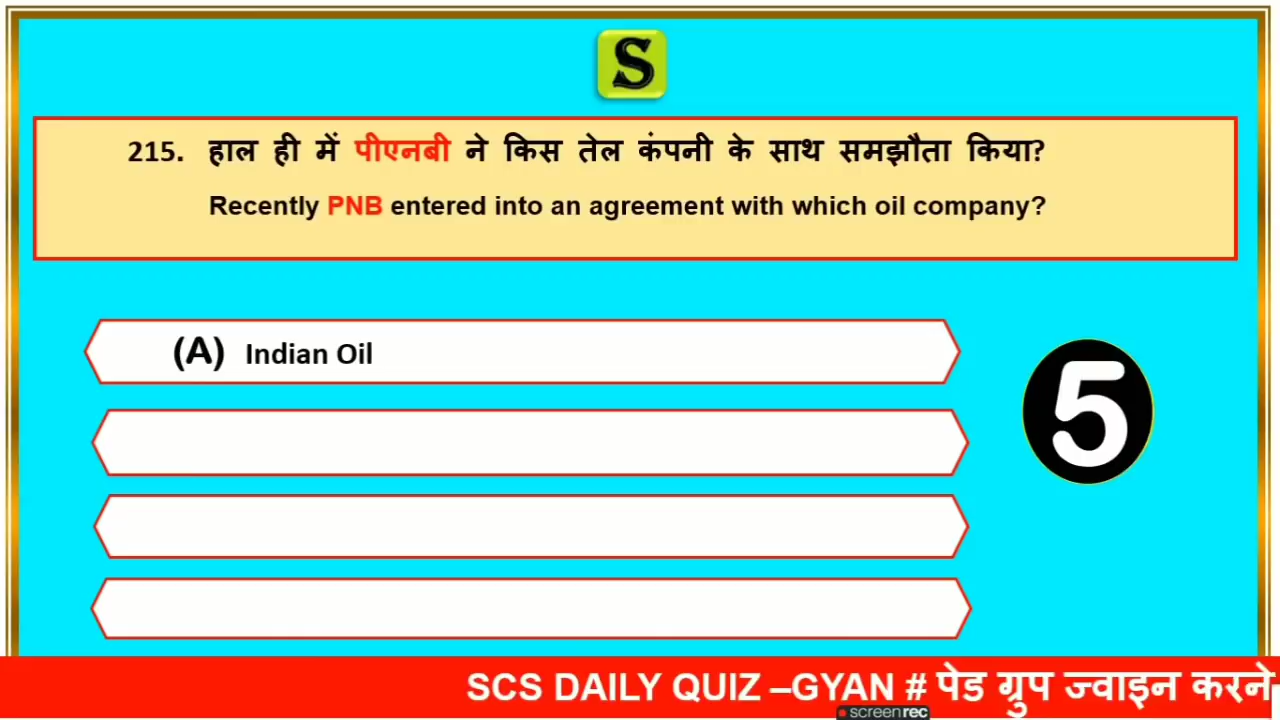 S
215. हाल ही में पीएनबी ने किस तेल कंपनी के साथ समझौता किया?
Recently PNB entered into an agreement with which oil company?
(A) Indian Oil
5
SCS DAILY QUIZ –GYAN # पेड ग्रुप ज्वाइन करने
screenrec